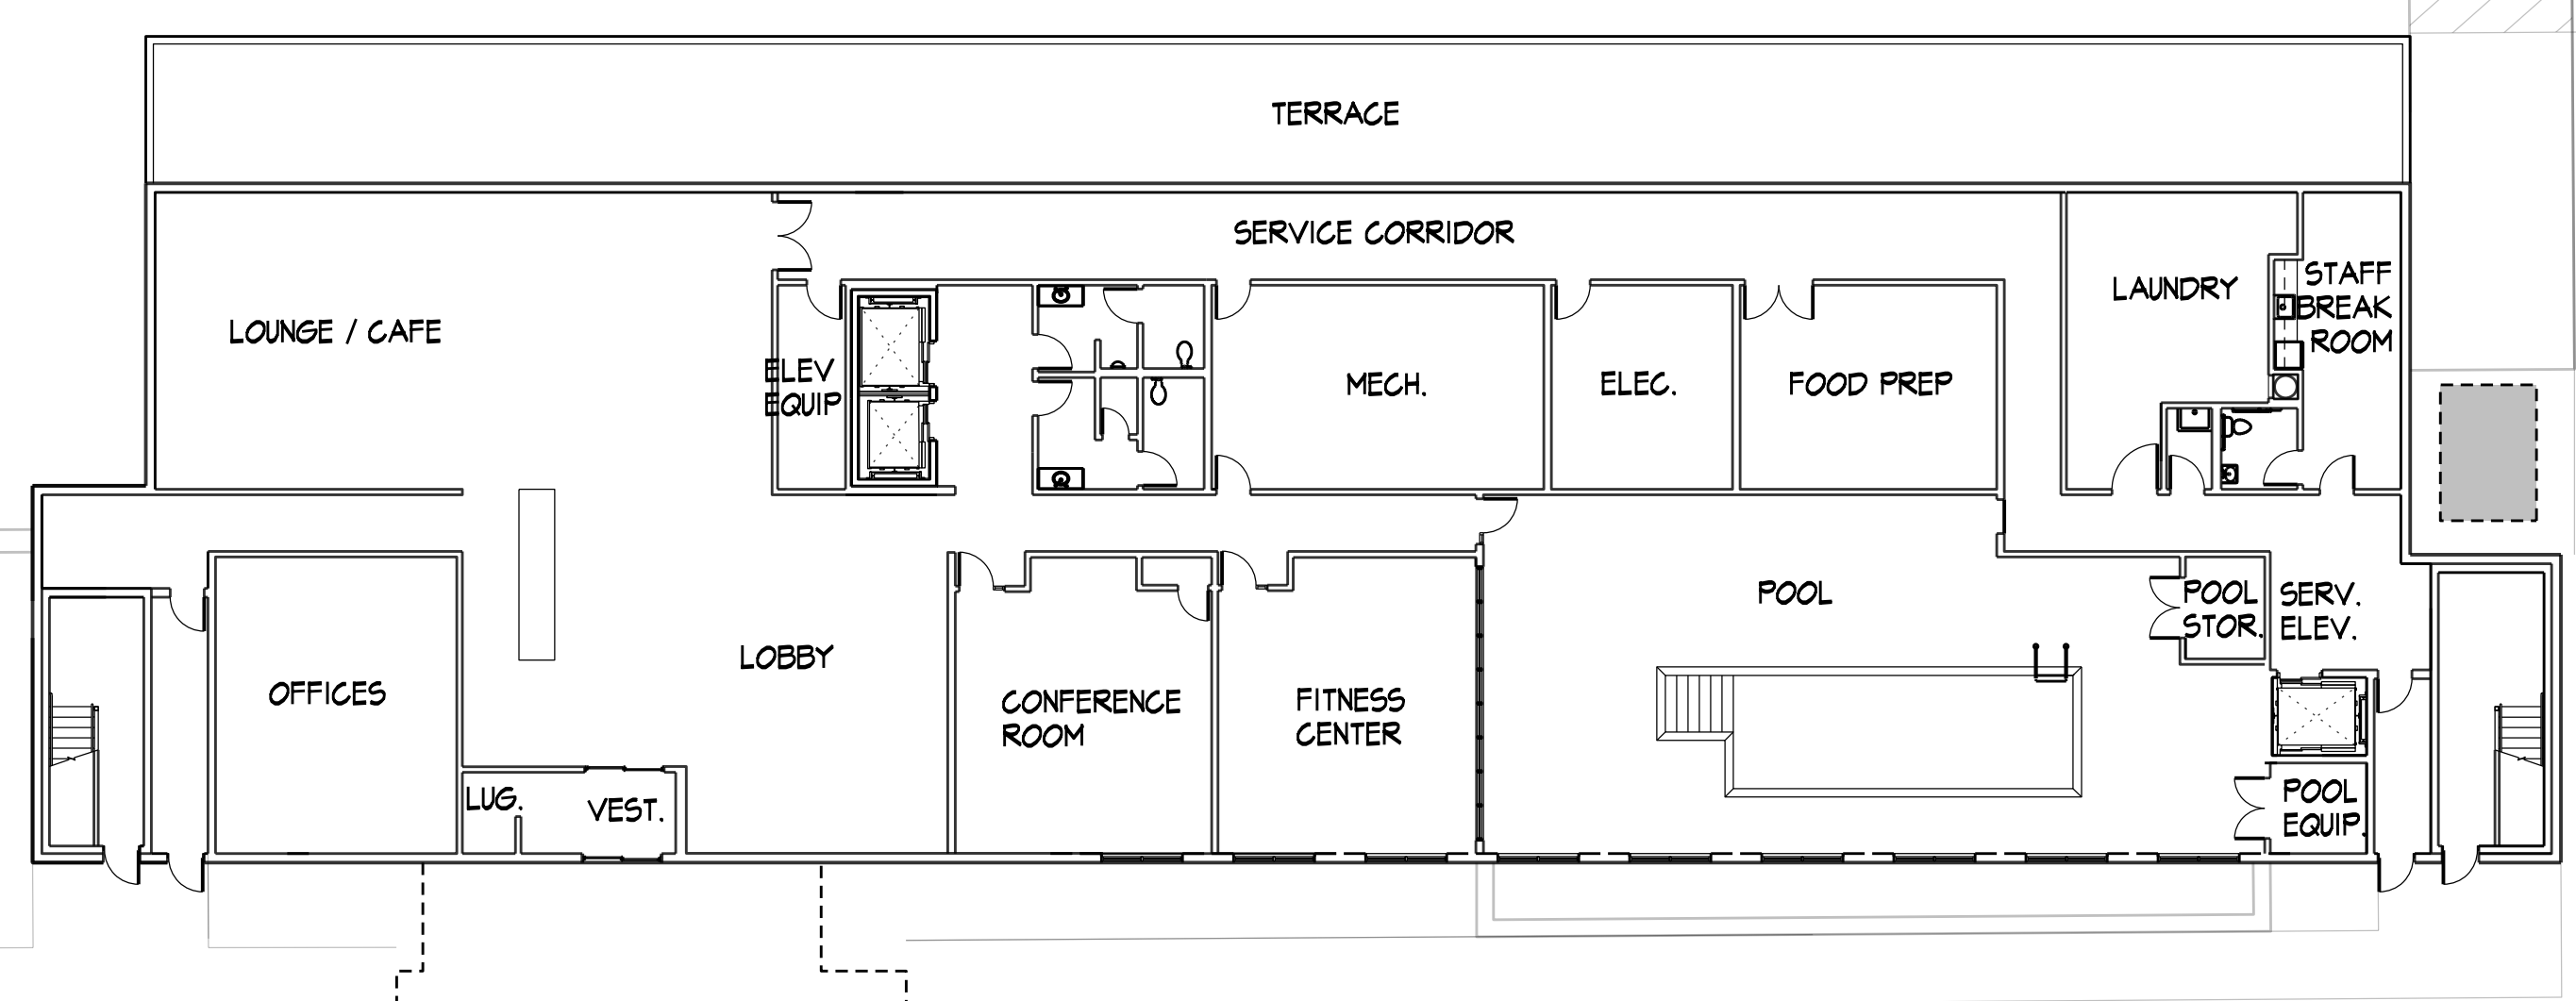 TERRACE
SERVICE CORRIDOR
LOUNGE / CAFE
ELEV
EQUIP
MECH.
ELEC.
FOOD PREP
LAUNDRY
STAFF
BREAK
ROOM
OFFICES
LOBBY
LUG.
VEST.
CONFERENCE
ROOM
FITNESS
CENTER
POOL
POOL
STOR.
SERV.
ELEV.
POOL
EQUIP.